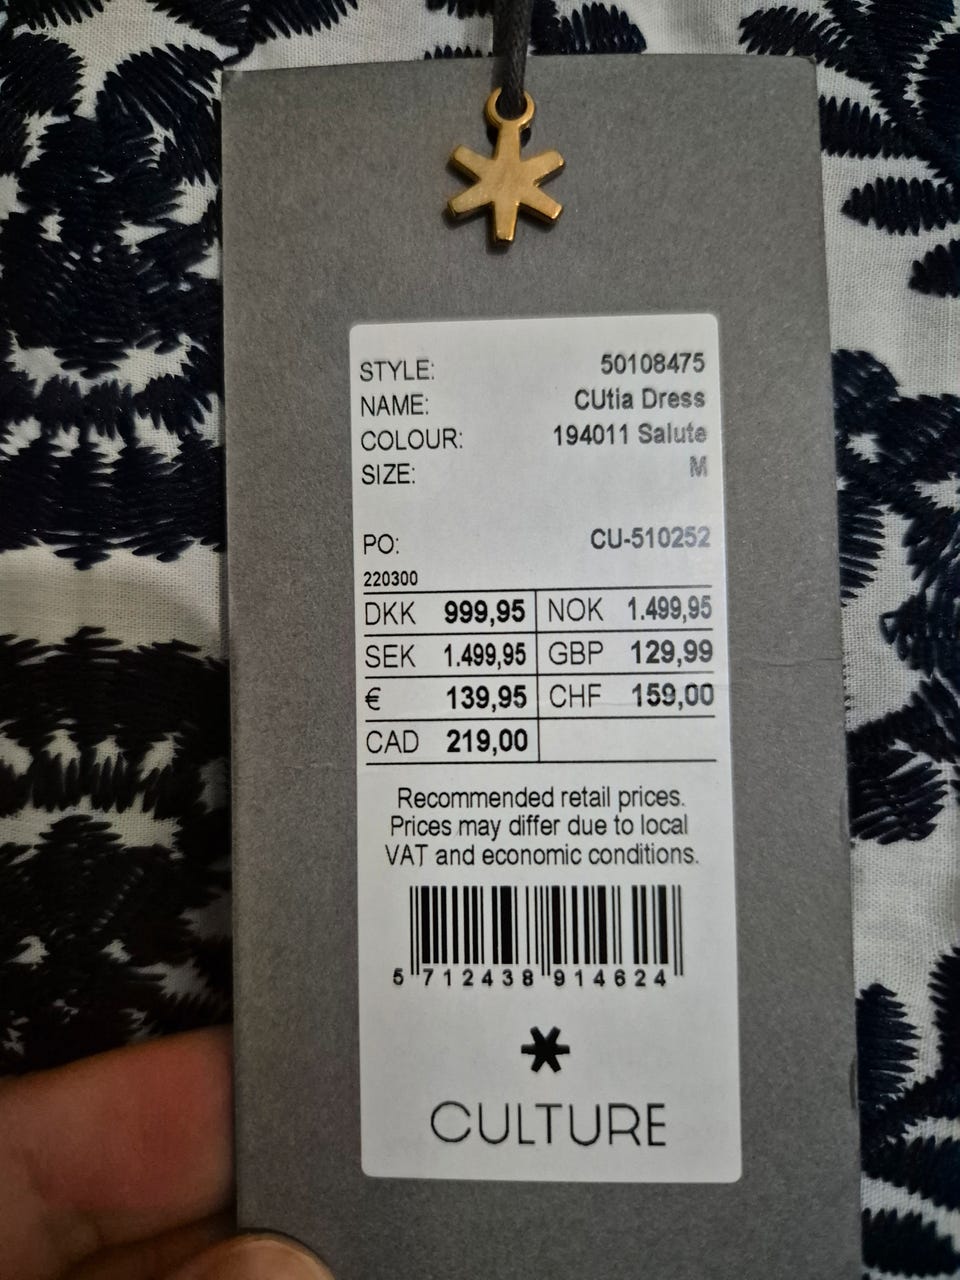 STYLE: 50108475
NAME: CUtia Dress
COLOUR: 194011 Salute
SIZE: M
PO: CU-510252
220300
DKK 999,95 NOK 1.499,95
SEK 1.499,95 GBP 129,99
€ 139,95 CHF 159,00
CAD 219,00
Recommended retail prices.
Prices may differ due to local
VAT and economic conditions.
5 712438 914624
CULTURE